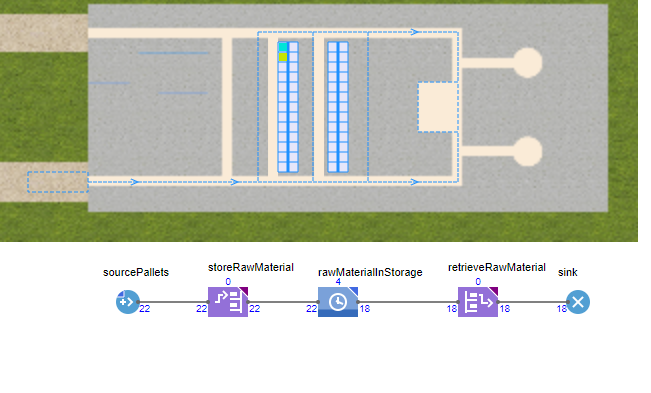 sourcePallets storeRawMaterial rawMaterialInStorage retrieveRawMaterial sink
0 4 0
22 22 22 22 18 18 18 18